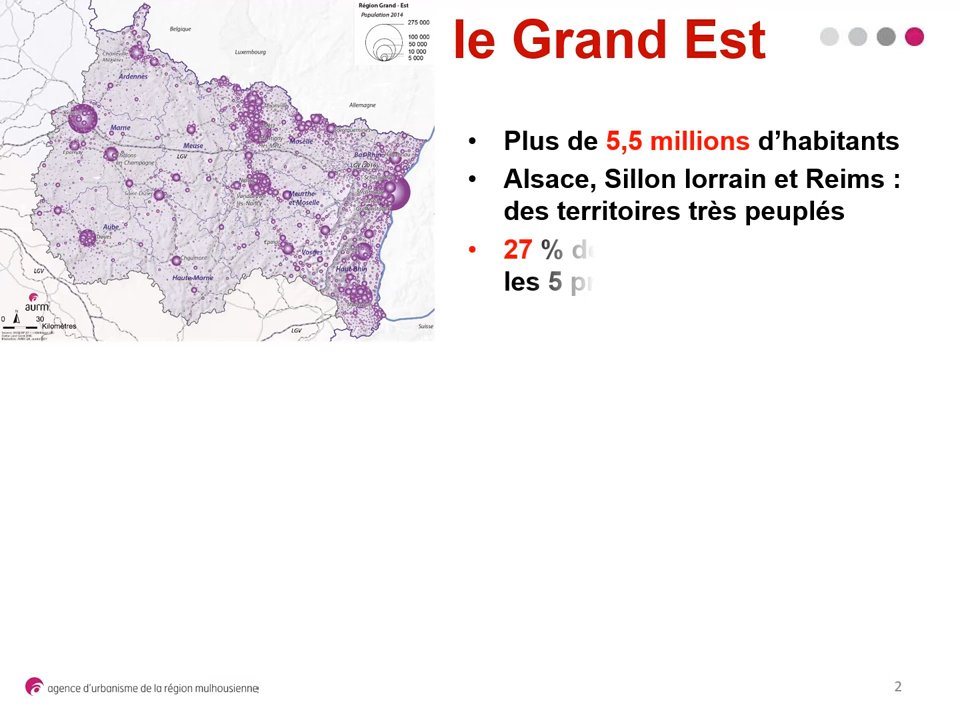 Région Grand - Est
Population 2014
275 000
100 000
50 000
10 000
5 000
Belgique
Luxembourg
Allemagne
Suisse
Ardennes
Marne
Meuse
Moselle
Meurthe-
et Moselle
Aube
Haute-Marne
Vosges
Haut-Rhin
LGV
LGV
LGV
aurm
0 30
Kilomètres
le Grand Est
• Plus de 5,5 millions d’habitants
• Alsace, Sillon lorrain et Reims :
des territoires très peuplés
• 27 %
les 5
agence d’urbanisme de la région mulhousienne
2